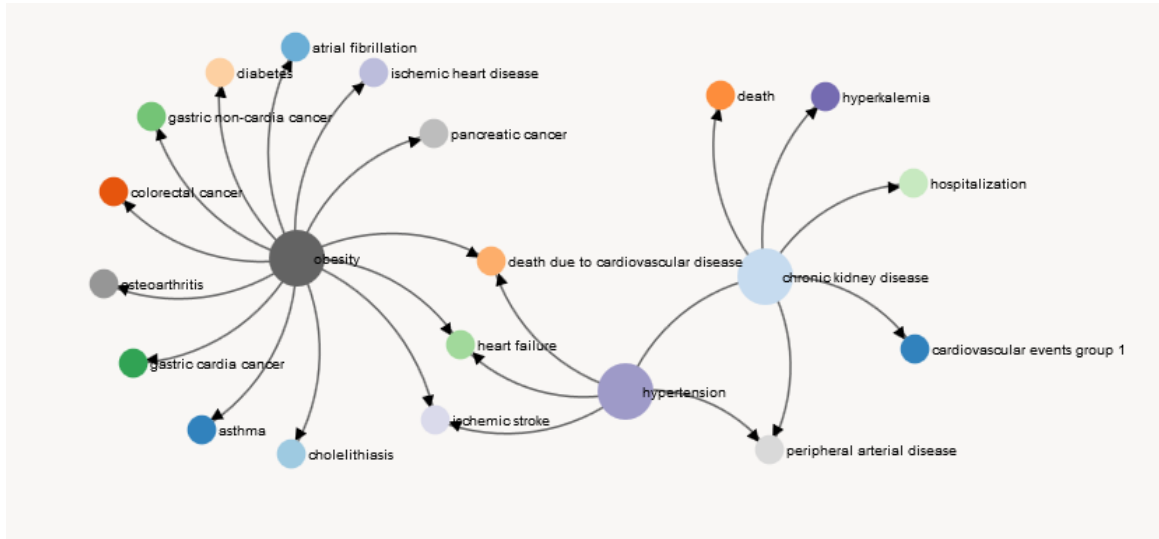 atrial fibrillation
diabetes
ischemic heart disease
death
hyperkalemia
gastric non-cardia cancer
pancreatic cancer
colorectal cancer
hospitalization
obesity
death due to cardiovascular disease
chronic kidney disease
osteoarthritis
heart failure
cardiovascular events group 1
gastric cardia cancer
hypertension
ischemic stroke
asthma
cholelithiasis
peripheral arterial disease